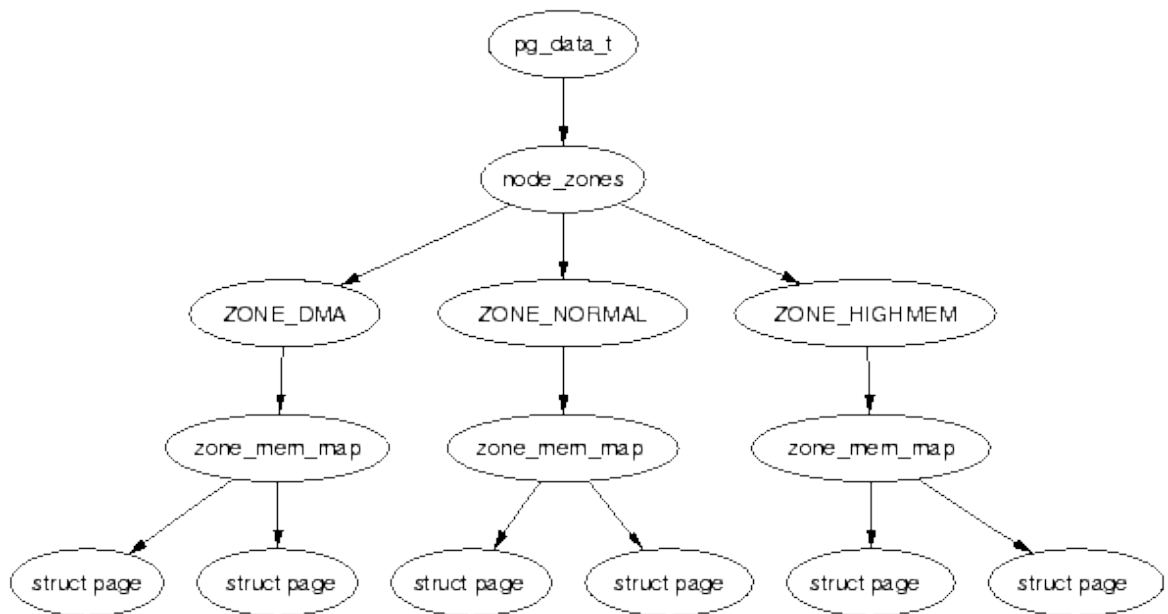 pg_data_t
node_zones
ZONE_DMA ZONE_NORMAL ZONE_HIGHMEM
zone_mem_map zone_mem_map zone_mem_map
struct page struct page struct page struct page struct page struct page